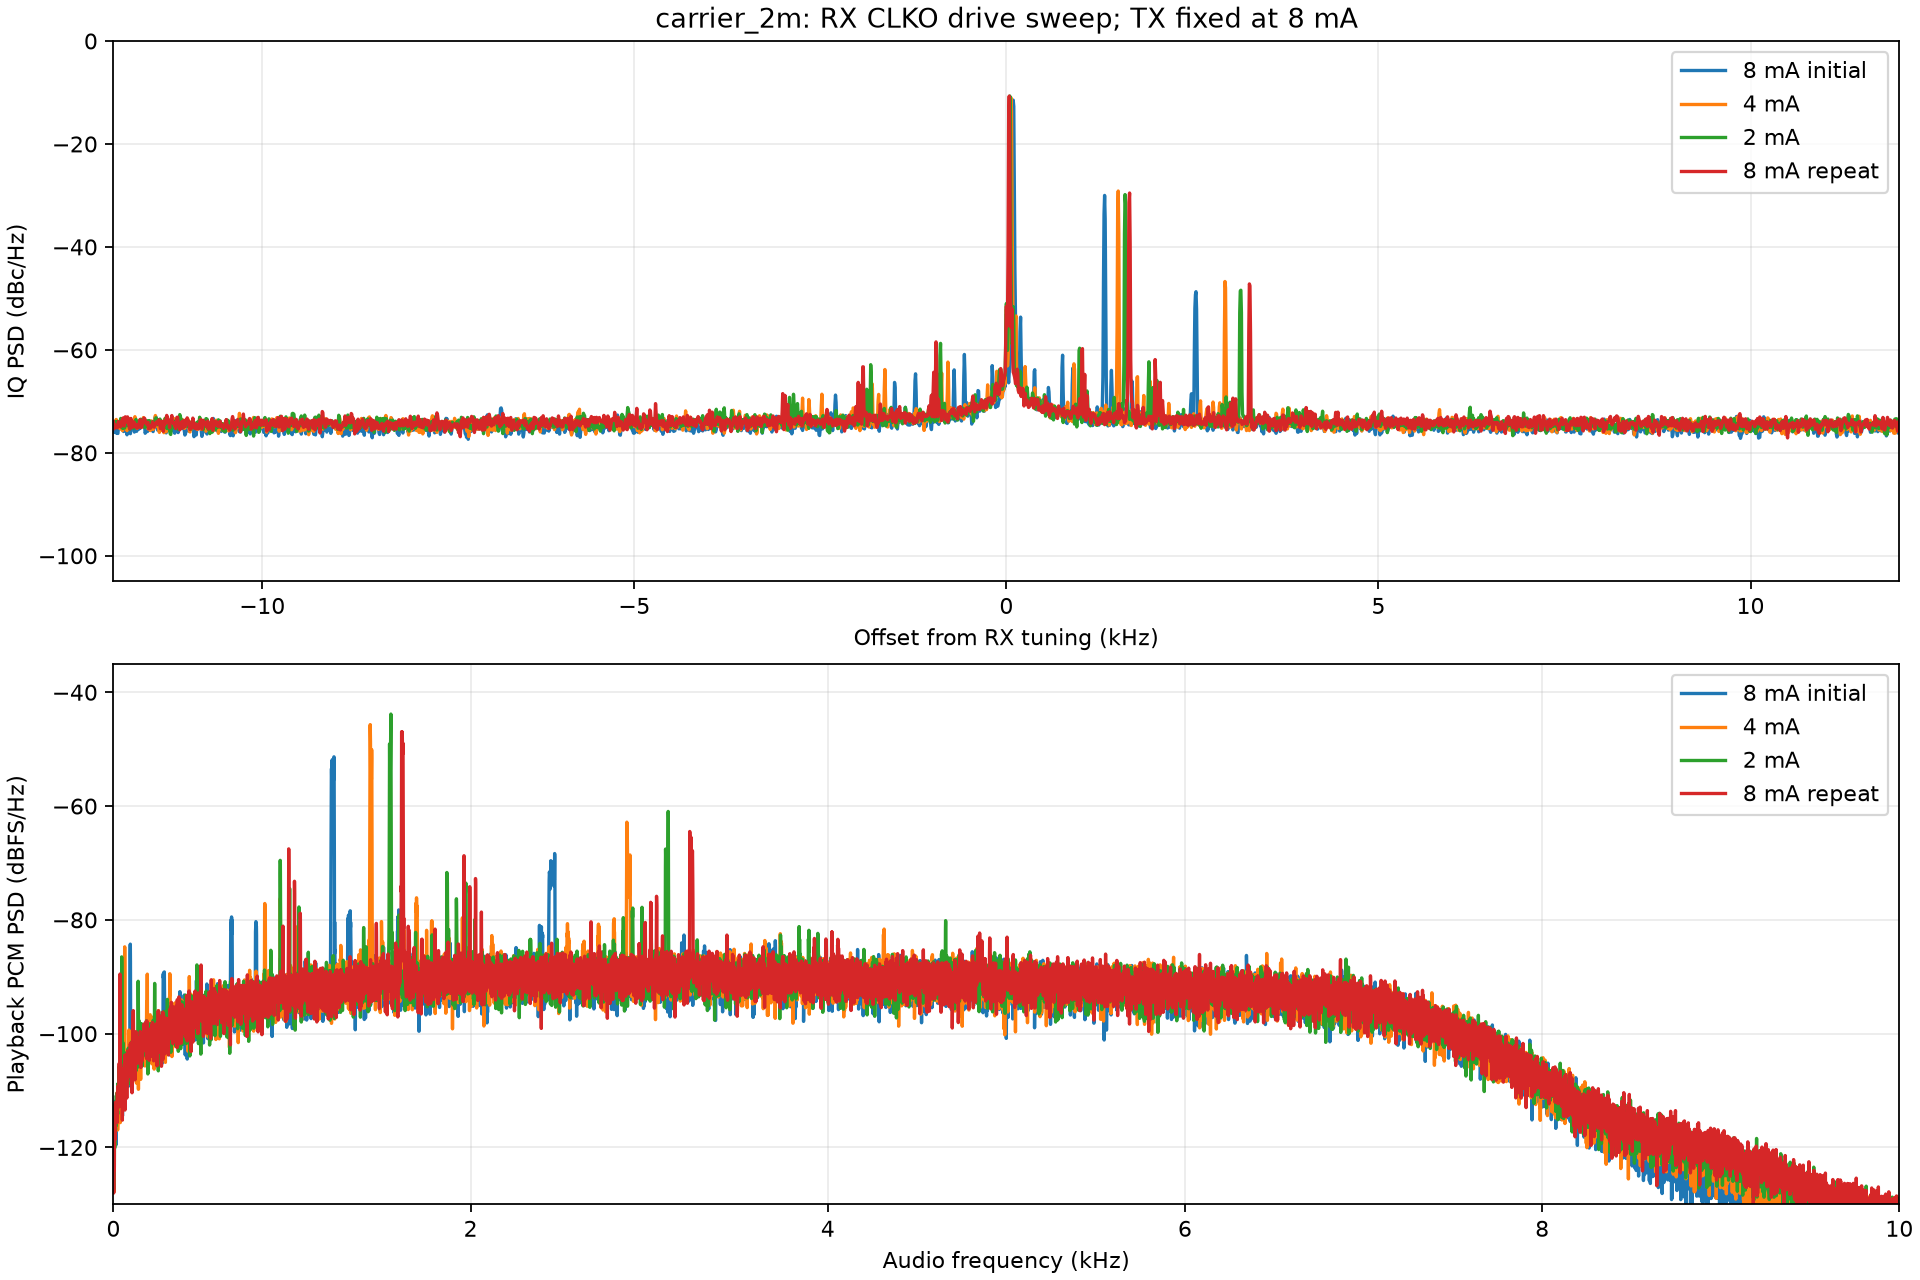 carrier_2m: RX CLKO drive sweep; TX fixed at 8 mA
0
−20
−40
−60
−80
−100
IQ PSD (dBc/Hz)
8 mA initial
4 mA
2 mA
8 mA repeat
−10
−5
0
5
10
Offset from RX tuning (kHz)
−40
−60
−80
−100
−120
Playback PCM PSD (dBFS/Hz)
8 mA initial
4 mA
2 mA
8 mA repeat
0
2
4
6
8
10
Audio frequency (kHz)